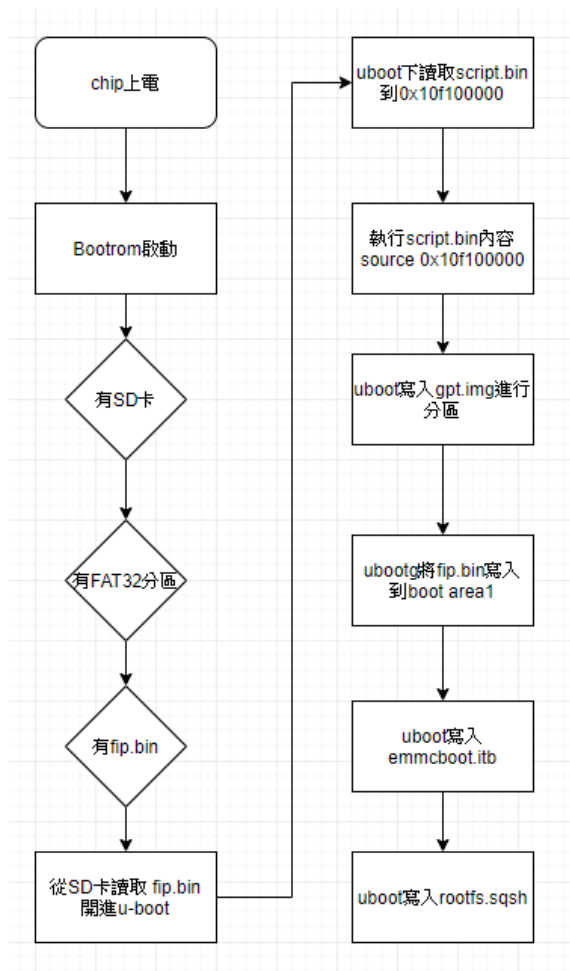 chip上電
Bootrom啟動
有SD卡
有FAT32分區
有fip.bin
從SD卡讀取 fip.bin
開進u-boot
uboot下讀取script.bin
到0x10f100000
執行script.bin內容
source 0x10f100000
uboot寫入gpt.img進行
分區
ubootg將fip.bin寫入
到boot area1
uboot寫入
emmcboot.itb
uboot寫入rootfs.sqsh